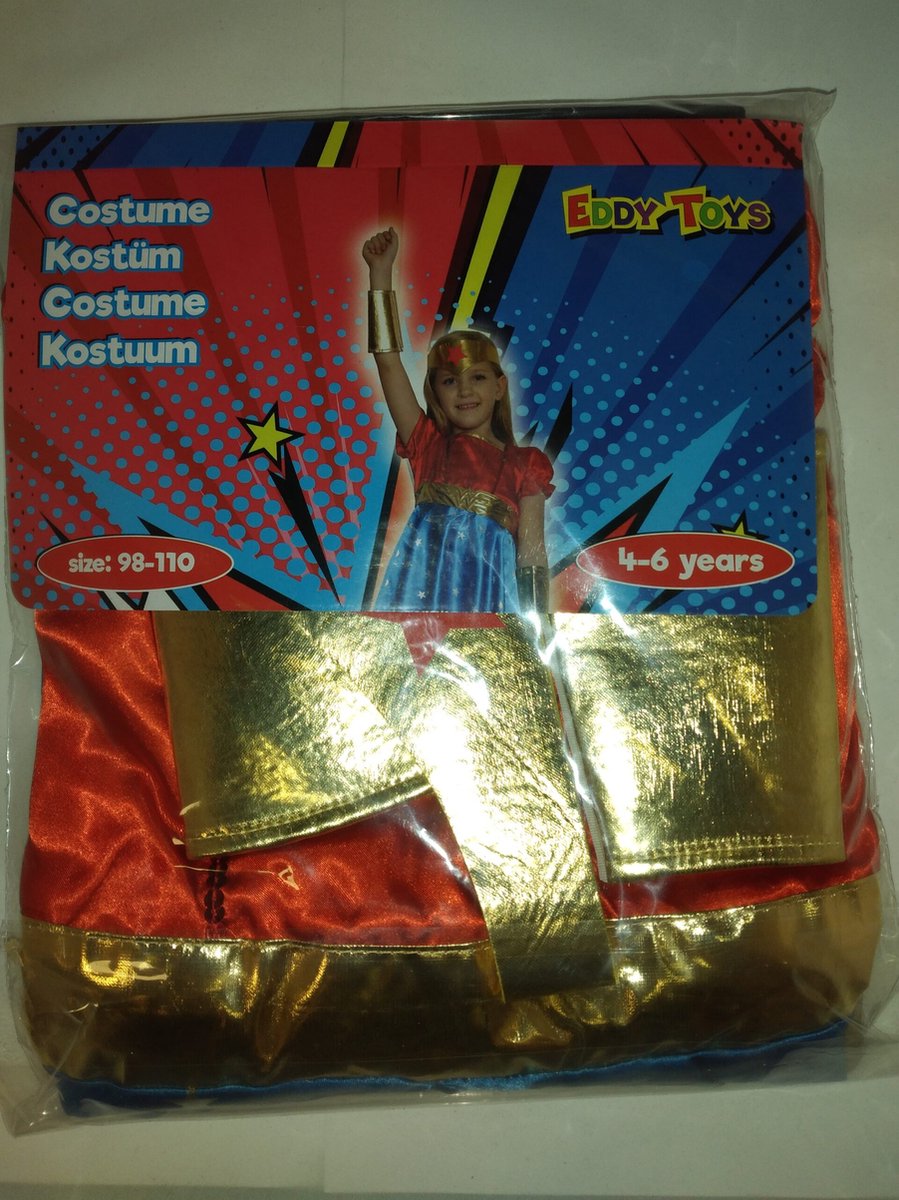 Costume
Kostüm
Costume
Kostuum
EDDY TOYS
size: 98-110
4-6 years